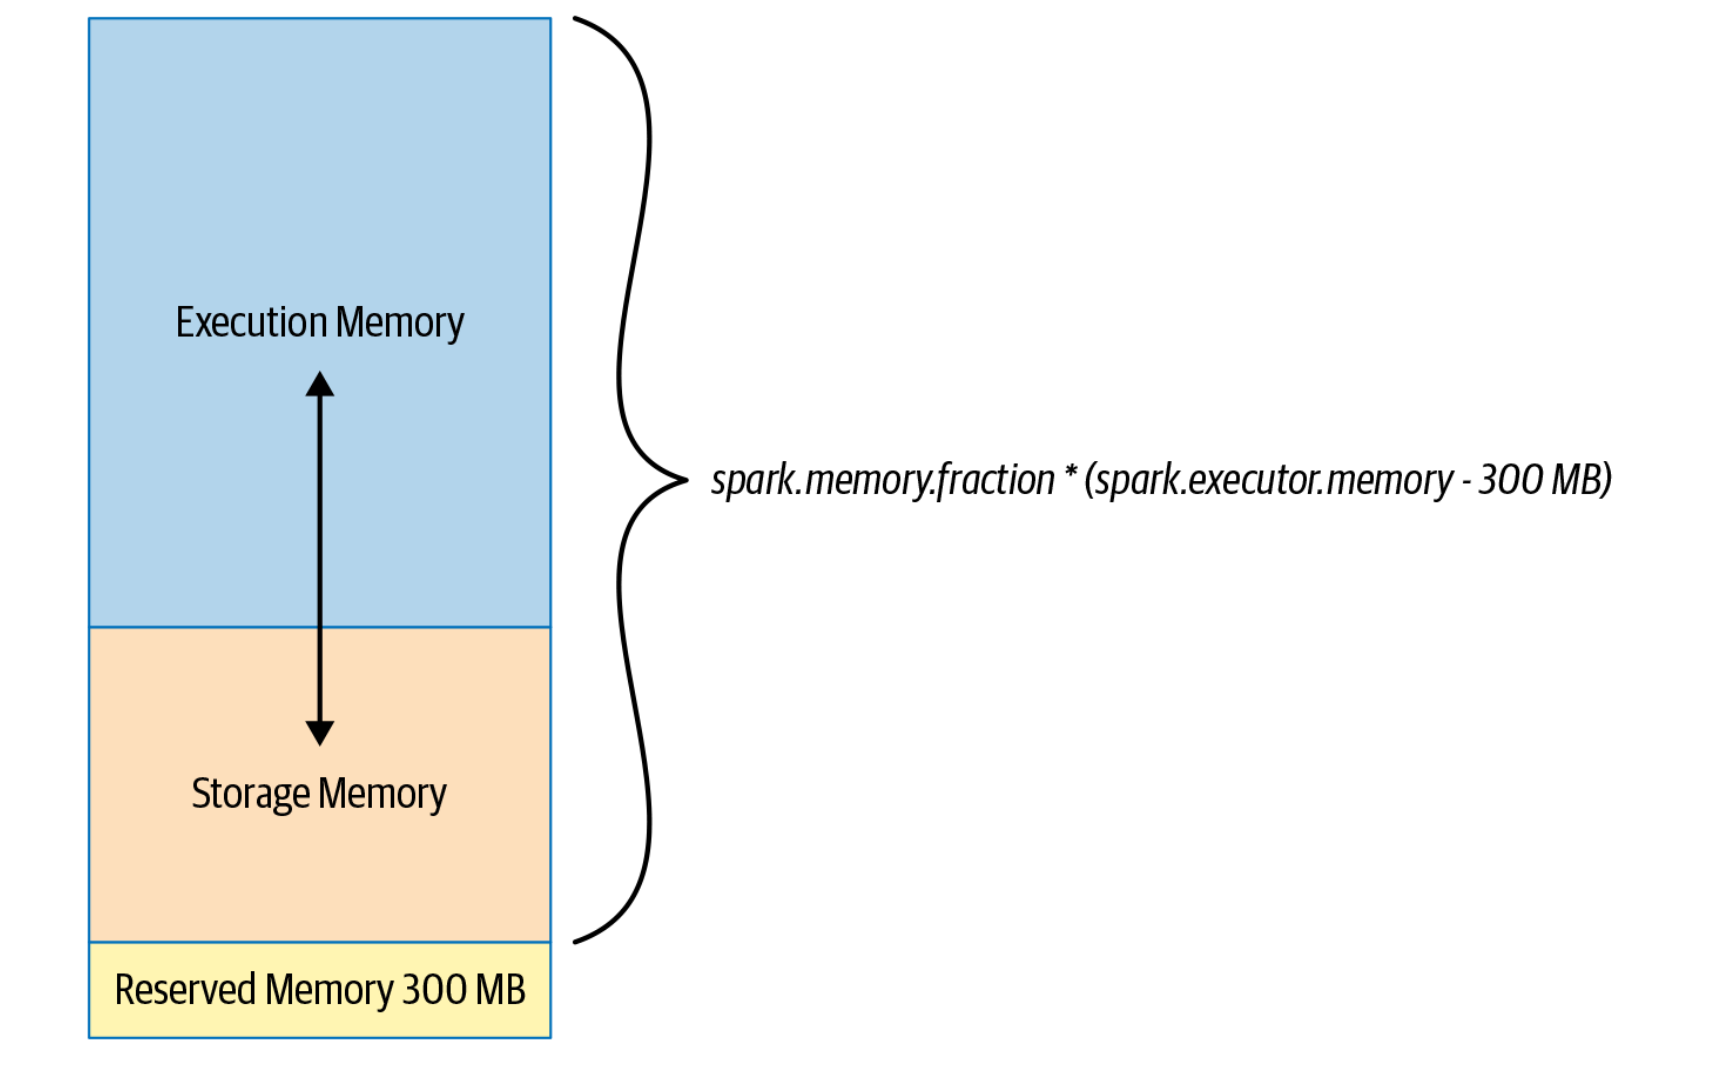 Execution Memory
spark.memory.fraction * (spark.executor.memory - 300 MB)
Storage Memory
Reserved Memory 300 MB